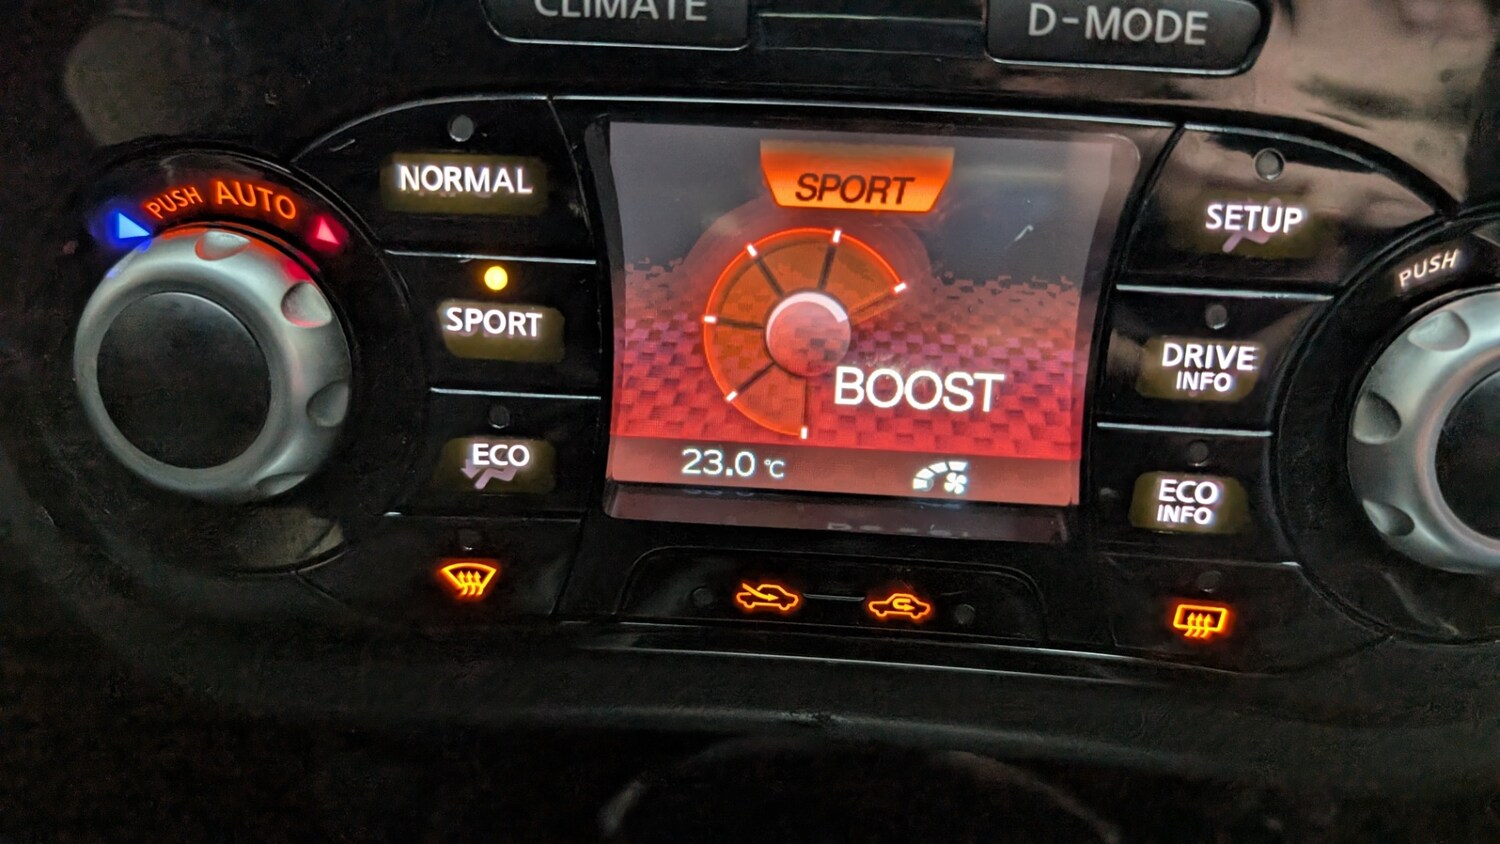 CLIMATE
D-MODE
PUSH AUTO
NORMAL
SPORT
ECO
SPORT
BOOST
23.0 °C
SETUP
DRIVE
INFO
ECO
INFO
PUSH